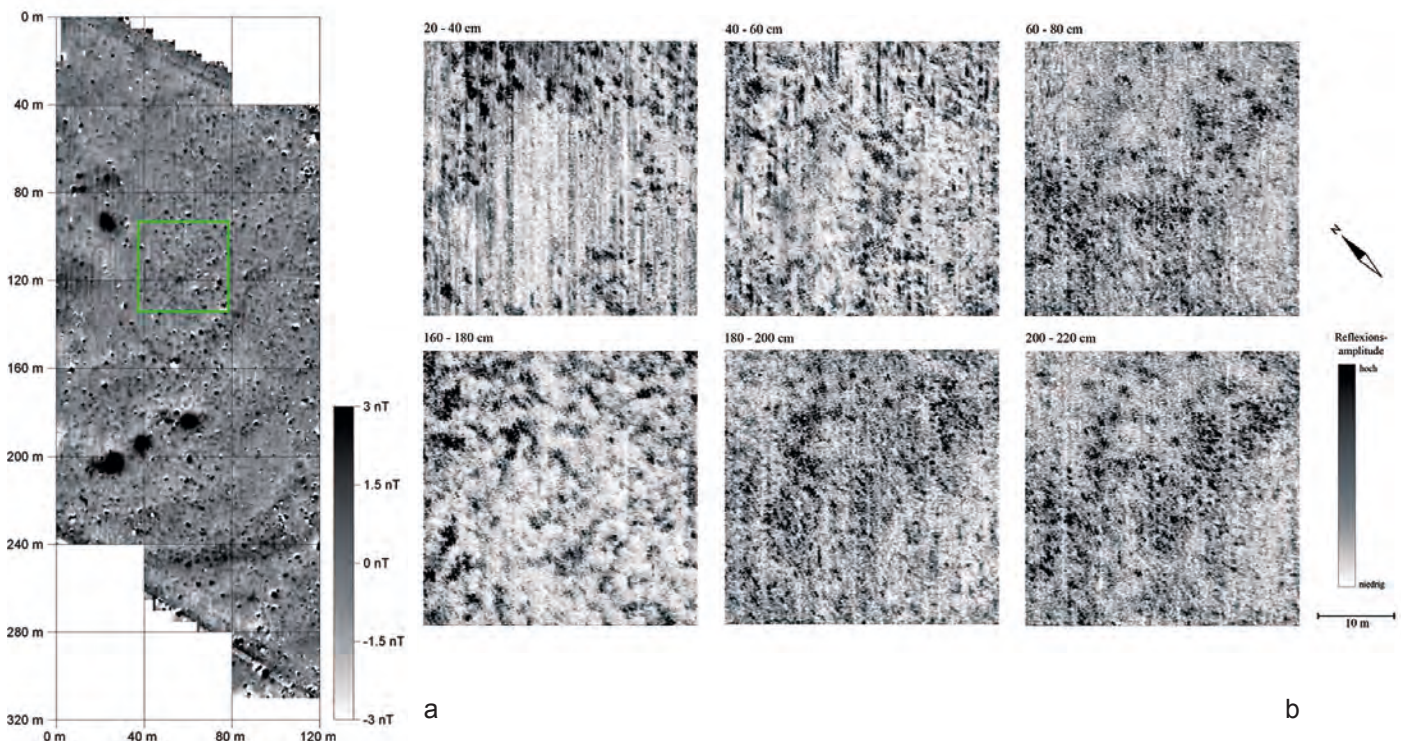 0 m
40 m
80 m
120 m
160 m
200 m
240 m
280 m
320 m
0 m
40 m
80 m
120 m
3 nT
1.5 nT
0 nT
-1.5 nT
-3 nT
a
20 - 40 cm
40 - 60 cm
60 - 80 cm
160 - 180 cm
180 - 200 cm
200 - 220 cm
N
Reflexions-
amplitude
hoch
niedrig
10 m
b